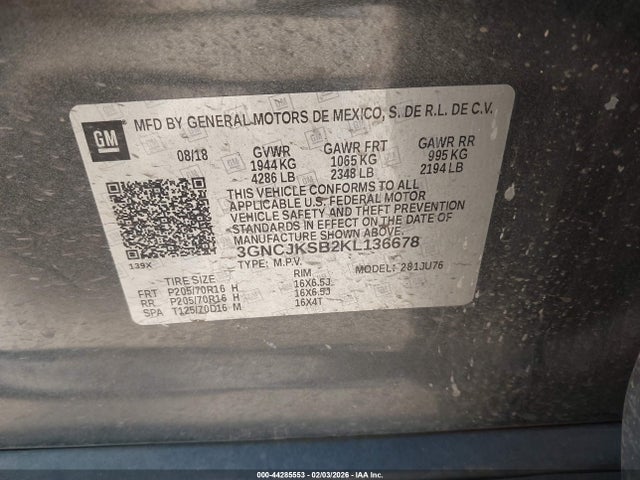 GM
MFD BY GENERAL MOTORS DE MEXICO, S. DE R.L. DE C.V.
08/18 GVWR GAWR FRT GAWR RR
1944 KG 1065 KG 995 KG
4286 LB 2348 LB 2194 LB
THIS VEHICLE CONFORMS TO ALL
APPLICABLE U.S. FEDERAL MOTOR
VEHICLE SAFETY AND THEFT PREVENTION
STANDARDS IN EFFECT ON THE DATE OF
MANUFACTURE SHOWN ABOVE.
3GNCJKSB2KL136678
139X TYPE: M.P.V. MODEL: 281JU76
TIRE SIZE RIM
FRT P205/70R16 H 16X6.5J
RR P205/70R16 H 16X6.5J
SPA T125/70D16 M 16X4T
000-44285553 | 02/03/2026 - IAA Inc.